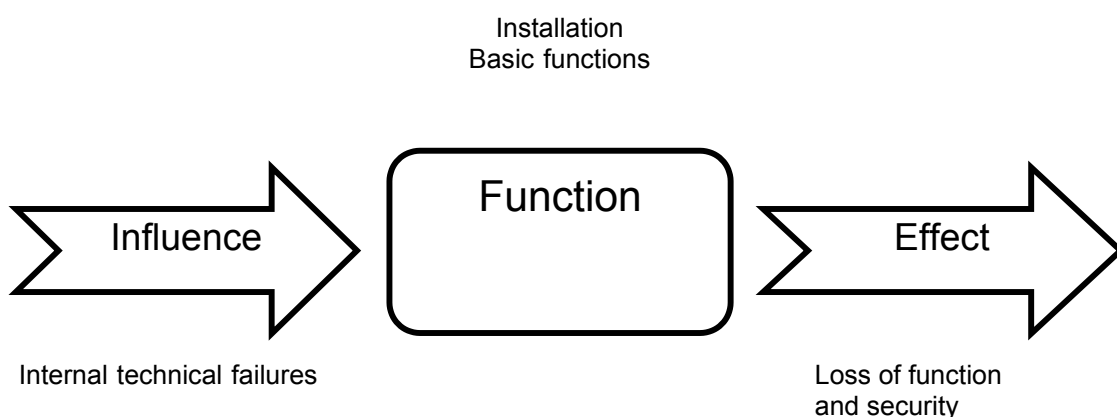 Installation
Basic functions
Influence
Function
Effect
Internal technical failures
Loss of function
and security